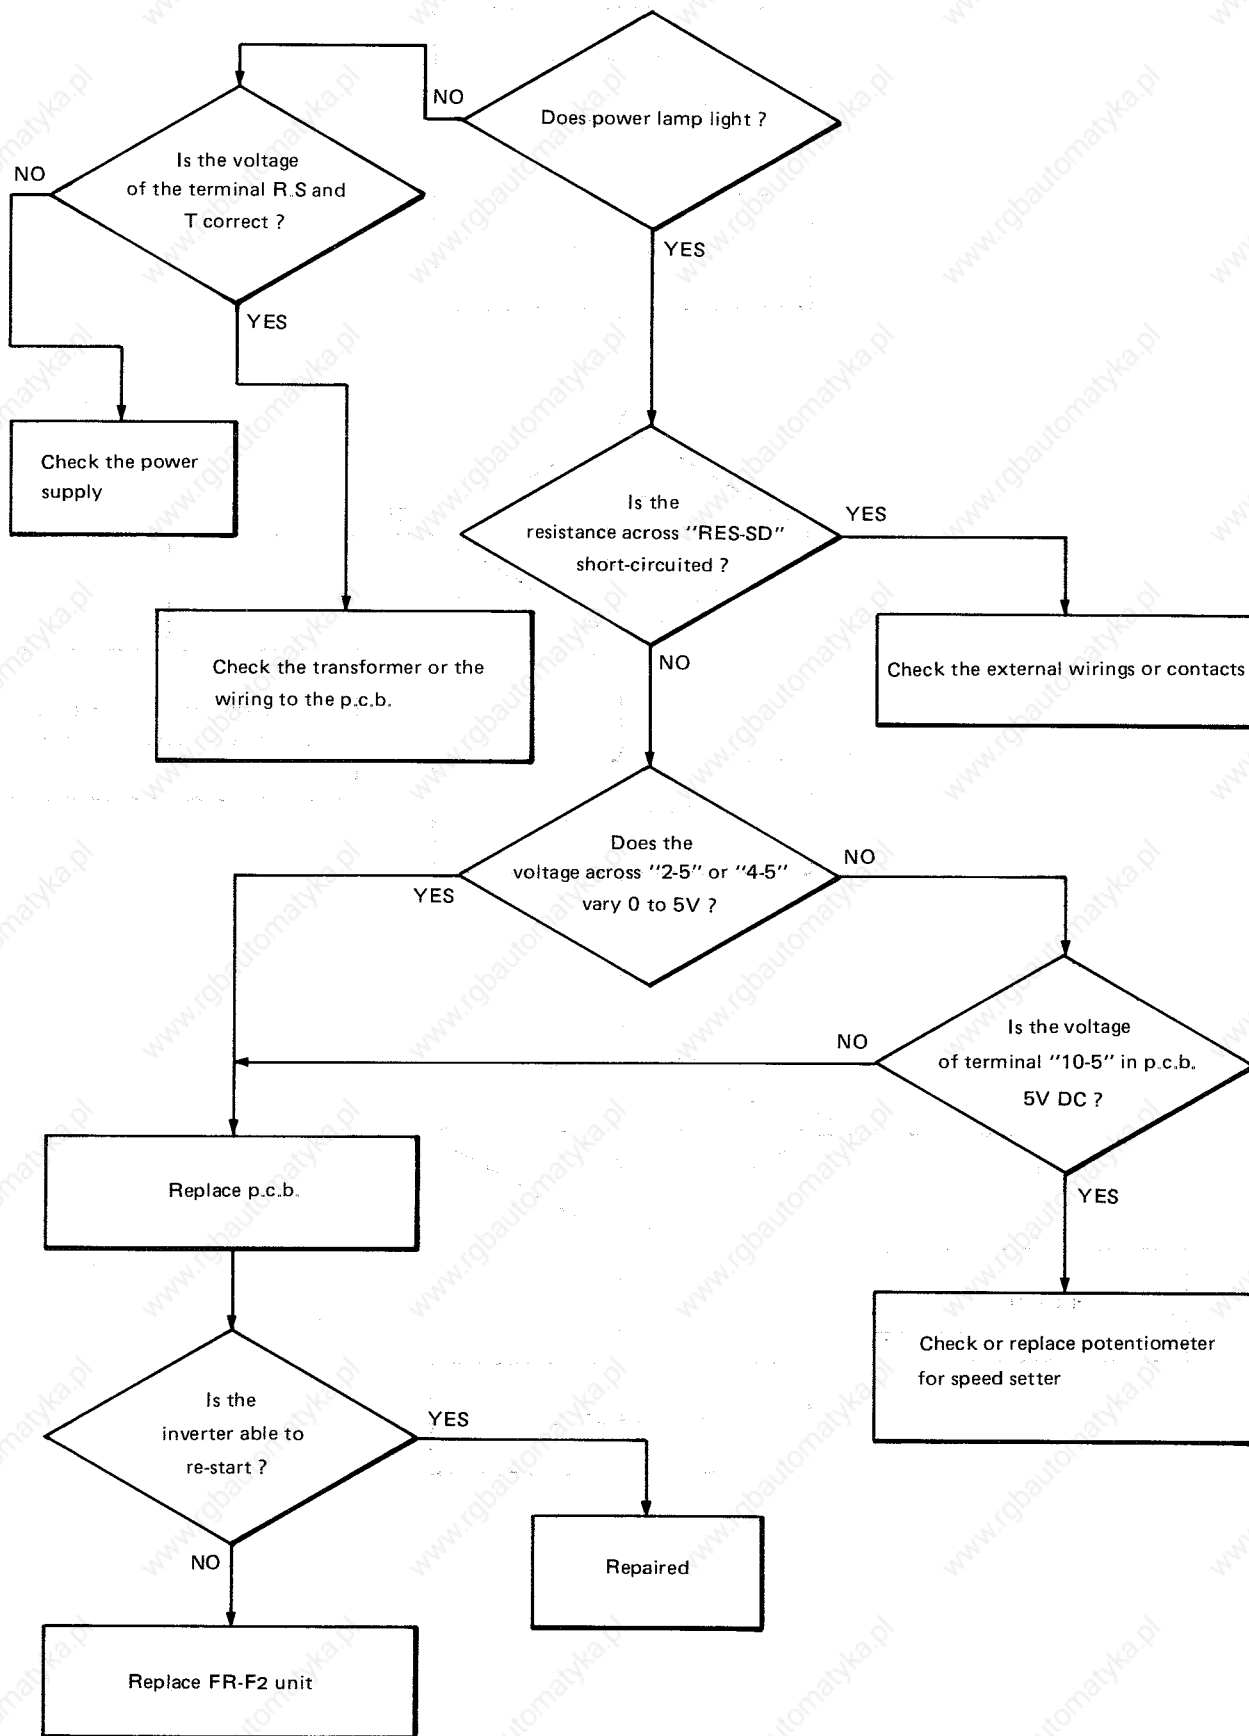 Does power lamp light ?
NO
YES
Is the voltage
of the terminal R.S and
T correct ?
NO
YES
Check the power
supply
Check the transformer or the
wiring to the p.c.b.
Is the
resistance across "RES-SD"
short-circuited ?
YES
NO
Check the external wirings or contacts
Does the
voltage across "2-5" or "4-5"
vary 0 to 5V ?
YES
NO
Is the voltage
of terminal "10-5" in p.c.b.
5V DC ?
NO
YES
Replace p.c.b.
Check or replace potentiometer
for speed setter
Is the
inverter able to
re-start ?
YES
NO
Repaired
Replace FR-F2 unit
www.rgbautomatyka.pl